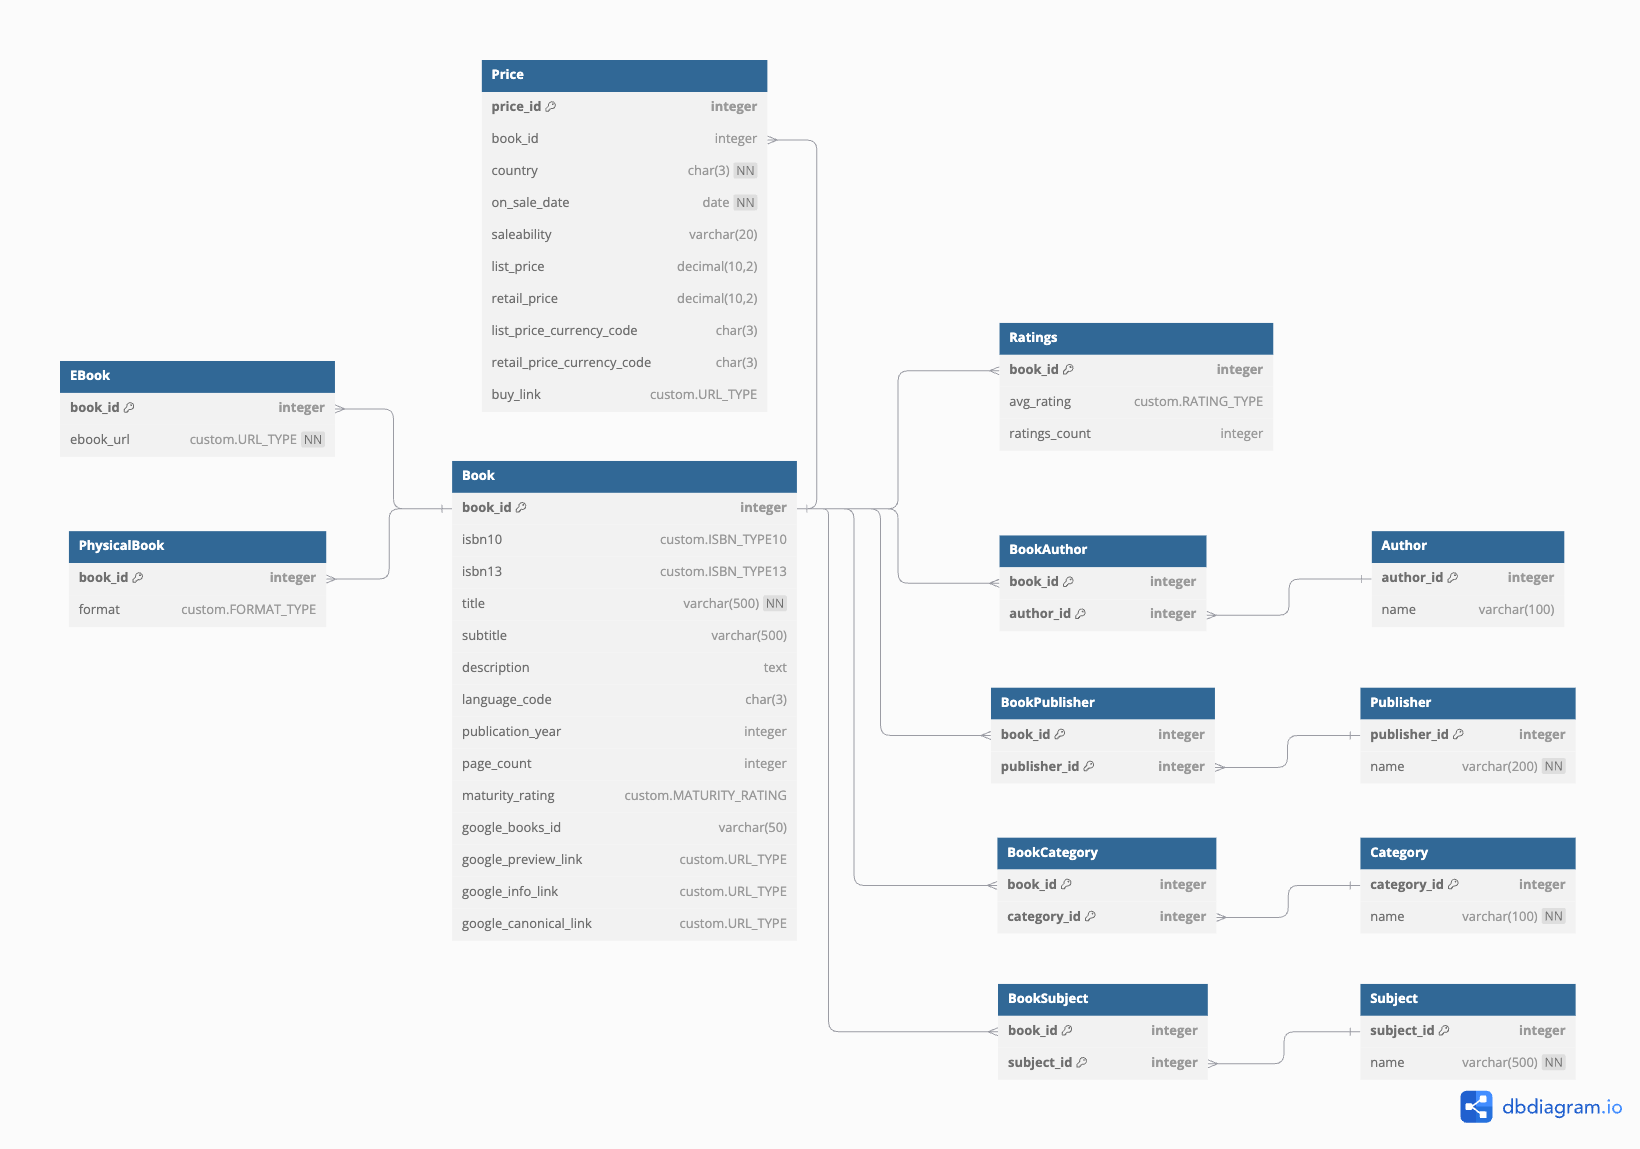 Price
price_id integer
book_id integer
country char(3) NN
on_sale_date date NN
saleability varchar(20)
list_price decimal(10,2)
retail_price decimal(10,2)
list_price_currency_code char(3)
retail_price_currency_code char(3)
buy_link custom.URL_TYPE
EBook
book_id integer
ebook_url custom.URL_TYPE NN
PhysicalBook
book_id integer
format custom.FORMAT_TYPE
Book
book_id integer
isbn10 custom.ISBN_TYPE10
isbn13 custom.ISBN_TYPE13
title varchar(500) NN
subtitle varchar(500)
description text
language_code char(3)
publication_year integer
page_count integer
maturity_rating custom.MATURITY_RATING
google_books_id varchar(50)
google_preview_link custom.URL_TYPE
google_info_link custom.URL_TYPE
google_canonical_link custom.URL_TYPE
Ratings
book_id integer
avg_rating custom.RATING_TYPE
ratings_count integer
BookAuthor
book_id integer
author_id integer
Author
author_id integer
name varchar(100)
BookPublisher
book_id integer
publisher_id integer
Publisher
publisher_id integer
name varchar(200) NN
BookCategory
book_id integer
category_id integer
Category
category_id integer
name varchar(100) NN
BookSubject
book_id integer
subject_id integer
Subject
subject_id integer
name varchar(500) NN
dbdiagram.io